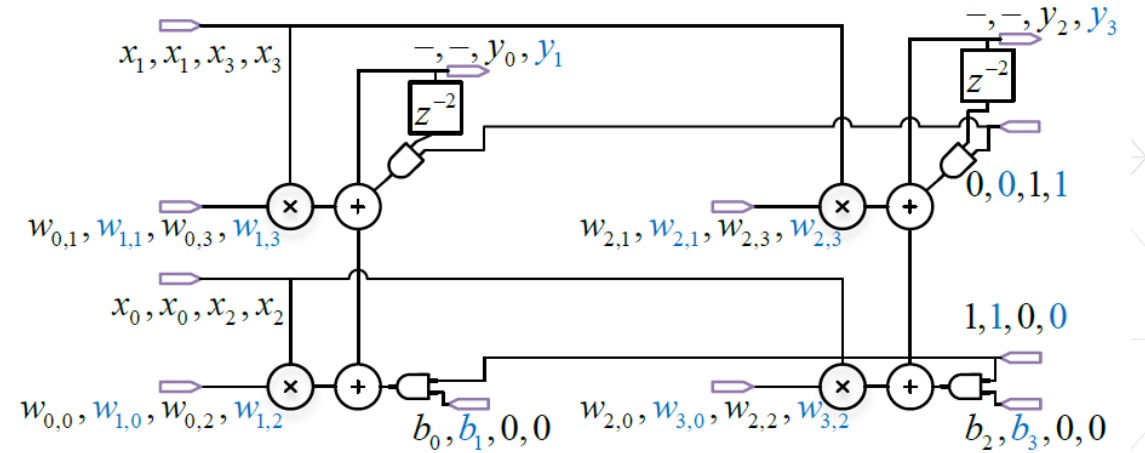 −,−,y₂,y₃
x₁,x₁,x₃,x₃
−,−,y₀,y₁
z⁻²
z⁻²
0,0,1,1
×
+
×
+
w₀,₁,w₁,₁,w₀,₃,w₁,₃
w₂,₁,w₂,₁,w₂,₃,w₂,₃
x₀,x₀,x₂,x₂
1,1,0,0
×
+
×
+
w₀,₀,w₁,₀,w₀,₂,w₁,₂
b₀,b₁,0,0
w₂,₀,w₃,₀,w₂,₂,w₃,₂
b₂,b₃,0,0